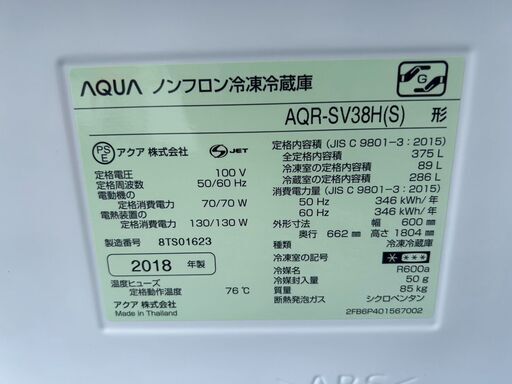 AQUA ノンフロン冷凍冷蔵庫
G
AQR-SV38H(S) 形
PS E アクア 株式会社 JET
定格電圧 100 V
定格周波数 50/60 Hz
電動機の
定格消費電力 70/70 W
電熱装置の
定格消費電力 130/130 W
製造番号 8TS01623
2018 年製
温度ヒューズ
定格動作温度 76℃
アクア 株式会社
Made in Thailand
定格内容積 (JIS C 9801-3:2015)
全定格内容積 375 L
冷凍室の定格内容積 89 L
冷蔵室の定格内容積 286 L
消費電力量 (JIS C 9801-3:2015)
50 Hz 346 kWh/年
60 Hz 346 kWh/年
外形寸法 幅 600 mm
奥行 662 mm 高さ 1804 mm
種類 冷凍冷蔵庫
冷凍室の記号 * ***
冷媒名 R600a
冷媒封入量 50 g
質量 85 kg
断熱発泡ガス シクロペンタン
2FB6P401567002
>ABS<